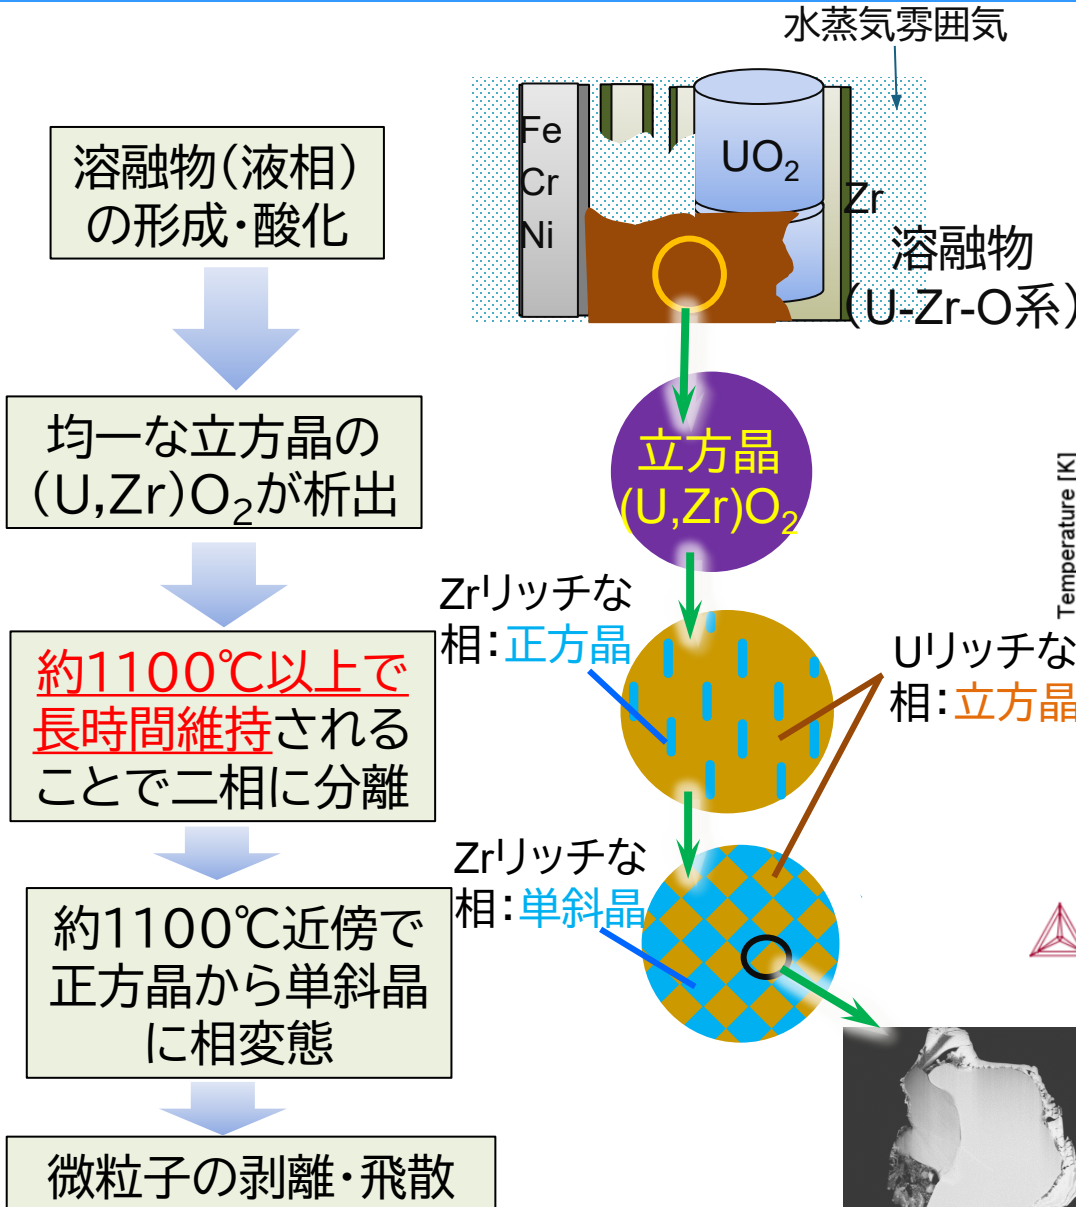 水蒸気雰囲気
Fe
Cr
Ni
UO₂
Zr
溶融物
(U-Zr-O系)
溶融物(液相)
の形成・酸化
均一な立方晶の
(U,Zr)O₂が析出
立方晶
(U,Zr)O₂
Temperature [K]
約1100℃以上で
長時間維持される
ことで二相に分離
Zrリッチな
相:正方晶
Uリッチな
相:立方晶
約1100℃近傍で
正方晶から単斜晶
に相変態
Zrリッチな
相:単斜晶
微粒子の剥離・飛散